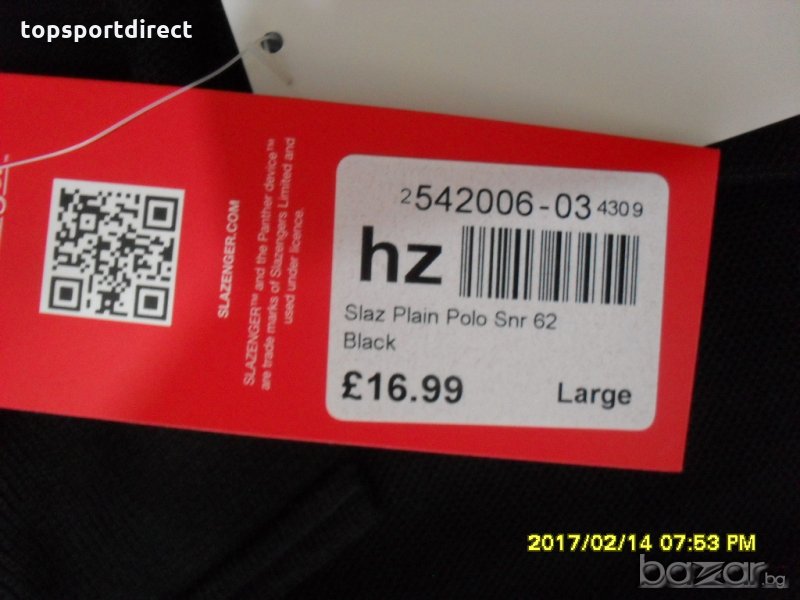 topsportdirect
2 542006-03 4309
hz
Slaz Plain Polo Snr 62
Black
£16.99 Large
SLAZENGER.COM
SLAZENGER™ and the Panther device™
are trade marks of Slazengers Limited and
used under licence.
2017/02/14 07:53 PM
bazar.bg